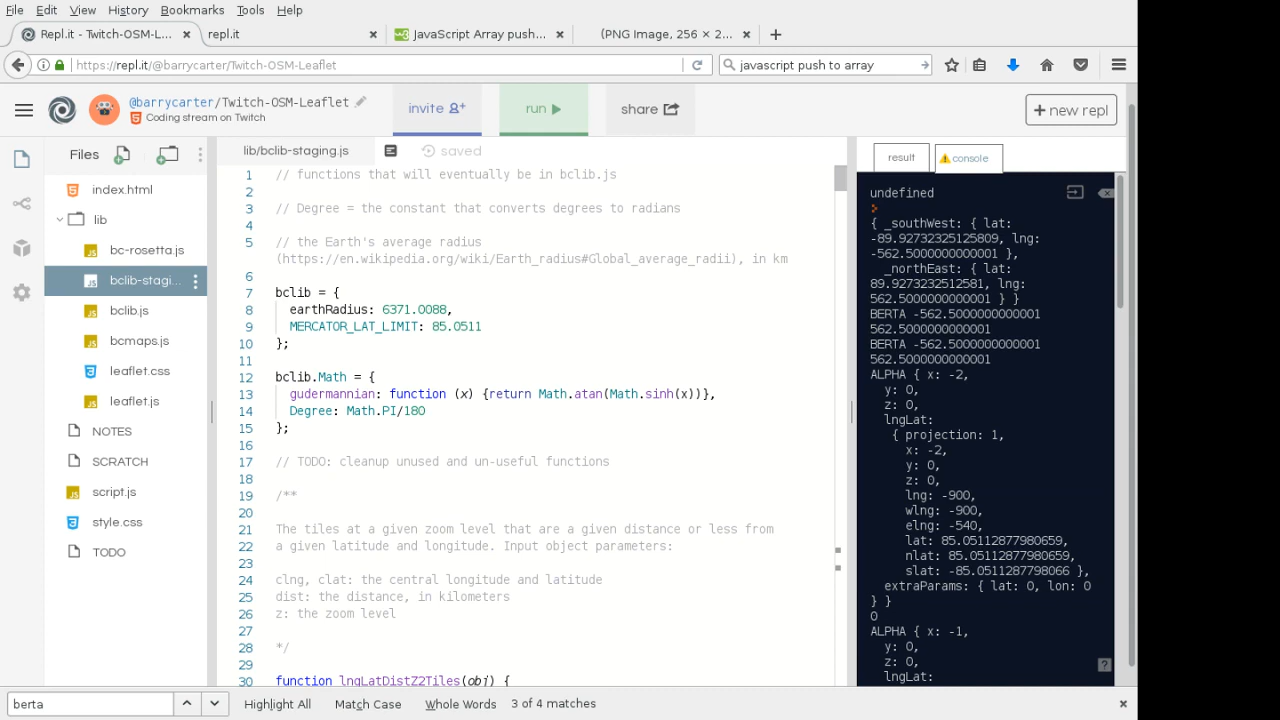 File Edit View History Bookmarks Tools Help
Repl.it - Twitch-OSM-L... × repl.it × JavaScript Array push... × (PNG Image, 256 × 2... × +
https://repl.it/@barrycarter/Twitch-OSM-Leaflet
javascript push to array
@barrycarter/Twitch-OSM-Leaflet
Coding stream on Twitch
invite
run
share
+ new repl
Files
index.html
lib
bc-rosetta.js
bclib-stagi...
bclib.js
bcmaps.js
leaflet.css
leaflet.js
NOTES
SCRATCH
script.js
style.css
TODO
lib/bclib-staging.js
saved
1 // functions that will eventually be in bclib.js
2
3 // Degree = the constant that converts degrees to radians
4
5 // the Earth's average radius
(https://en.wikipedia.org/wiki/Earth_radius#Global_average_radii), in km
6
7 bclib = {
8 earthRadius: 6371.0088,
9 MERCATOR_LAT_LIMIT: 85.0511
10 };
11
12 bclib.Math = {
13 gudermannian: function (x) {return Math.atan(Math.sinh(x))},
14 Degree: Math.PI/180
15 };
16
17 // TODO: cleanup unused and un-useful functions
18
19 /**
20
21 The tiles at a given zoom level that are a given distance or less from
22 a given latitude and longitude. Input object parameters:
23
24 clng, clat: the central longitude and latitude
25 dist: the distance, in kilometers
26 z: the zoom level
27
28 */
29
30 function lngLatDistZ2Tiles(obj) {
result
console
undefined
>
{ _southWest: { lat:
-89.92732325125809, lng:
-562.5000000000001 },
_northEast: { lat:
89.9273232512581, lng:
562.5000000000001 } }
BERTA -562.5000000000001
562.5000000000001
BERTA -562.5000000000001
562.5000000000001
ALPHA { x: -2,
y: 0,
z: 0,
lngLat:
{ projection: 1,
x: -2,
y: 0,
z: 0,
lng: -900,
wlng: -900,
elng: -540,
lat: 85.05112877980659,
nlat: 85.05112877980659,
slat: -85.0511287798066 },
extraParams: { lat: 0, lon: 0
} }
0
ALPHA { x: -1,
y: 0,
z: 0,
lngLat:
?
berta
Highlight All Match Case Whole Words 3 of 4 matches ×